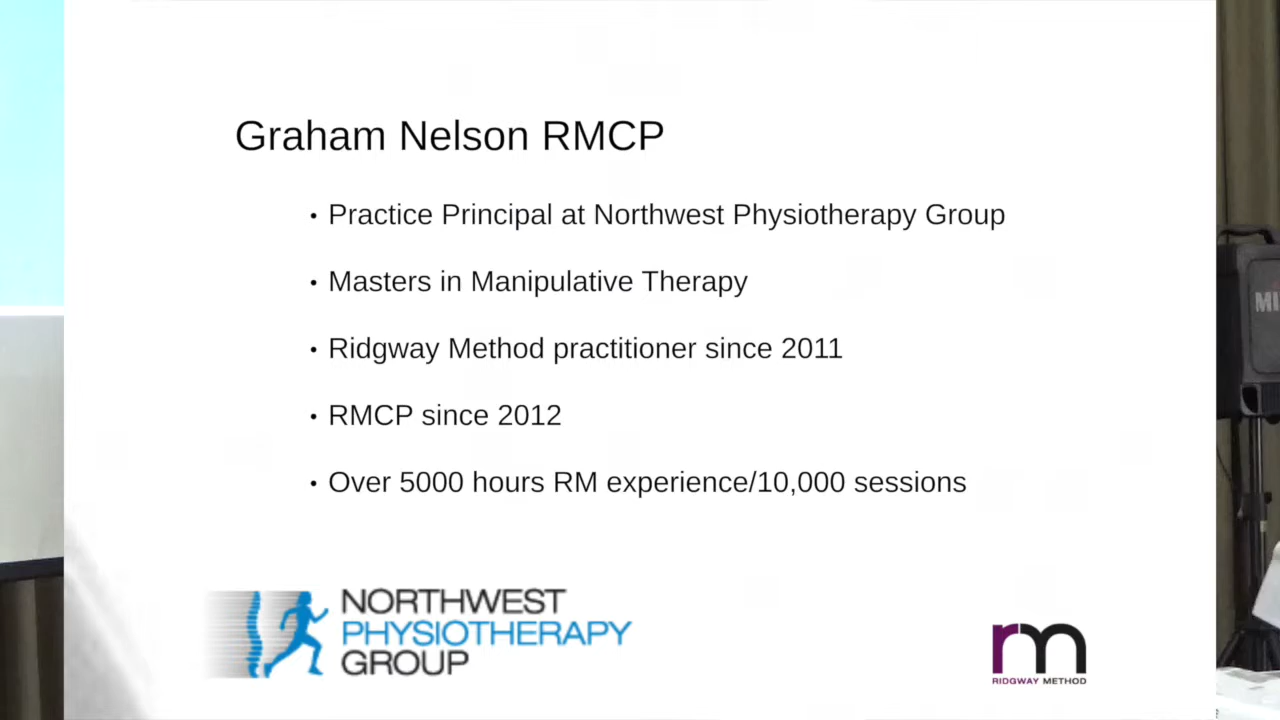 Graham Nelson RMCP
• Practice Principal at Northwest Physiotherapy Group
• Masters in Manipulative Therapy
• Ridgway Method practitioner since 2011
• RMCP since 2012
• Over 5000 hours RM experience/10,000 sessions
NORTHWEST
PHYSIOTHERAPY
GROUP
rm
RIDGWAY METHOD